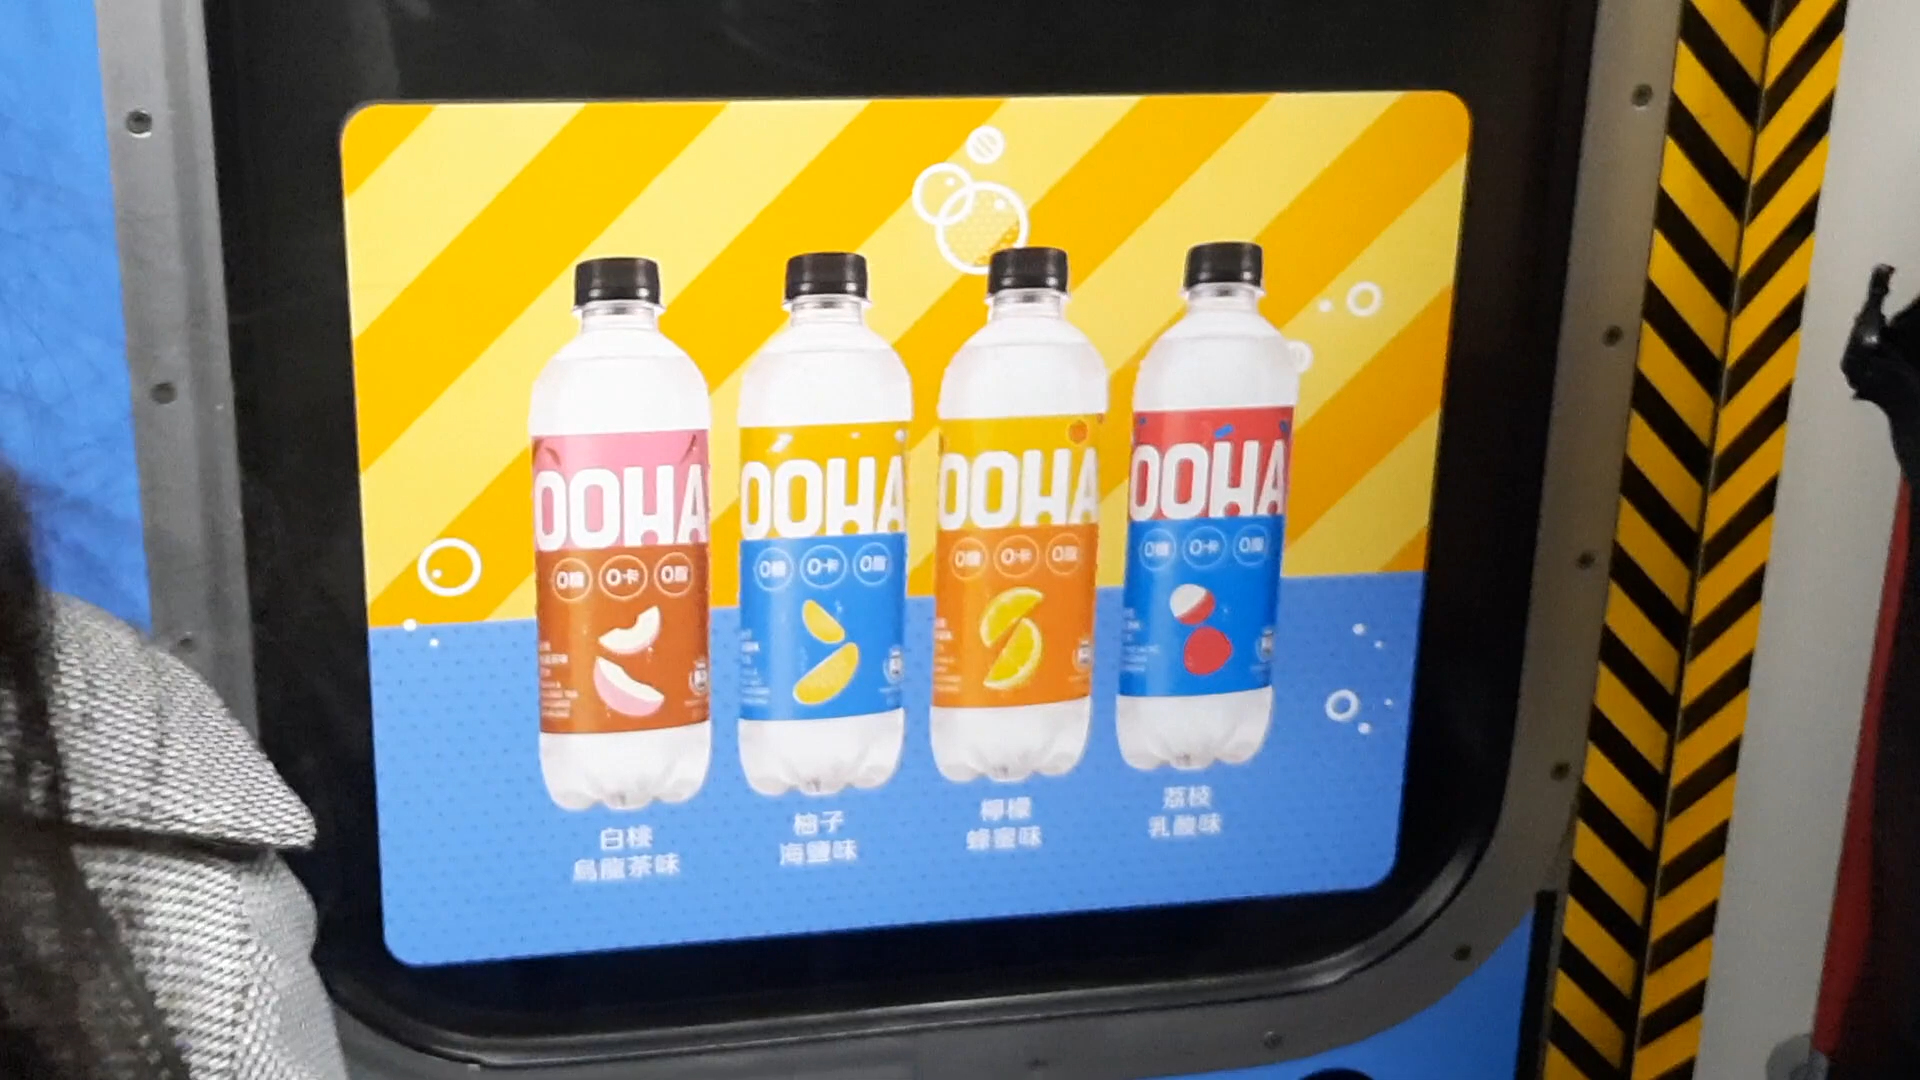 OOHA
0糖 0卡 0脂
OOHA
0糖 0卡 0脂
OOHA
0糖 0卡 0脂
OOHA
0糖 0卡 0脂
白桃
烏龍茶味
柚子
海鹽味
檸檬
蜂蜜味
荔枝
乳酸味